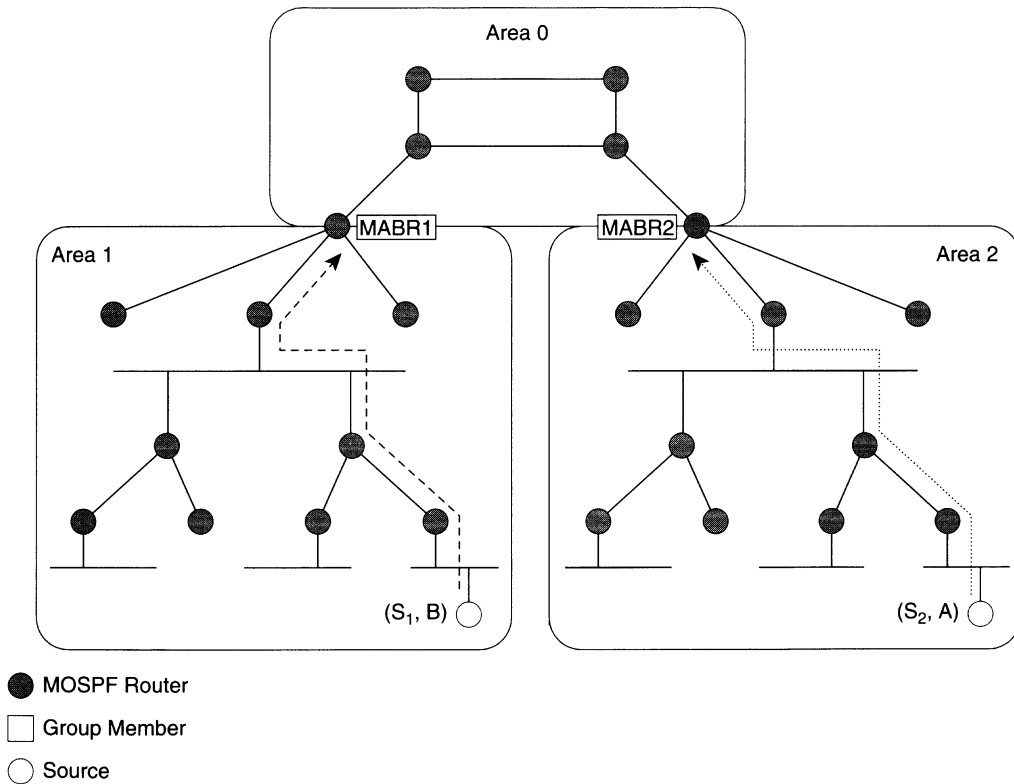 Area 0
MABR1
MABR2
Area 1
Area 2
(S₁, B)
(S₂, A)
MOSPF Router
Group Member
Source